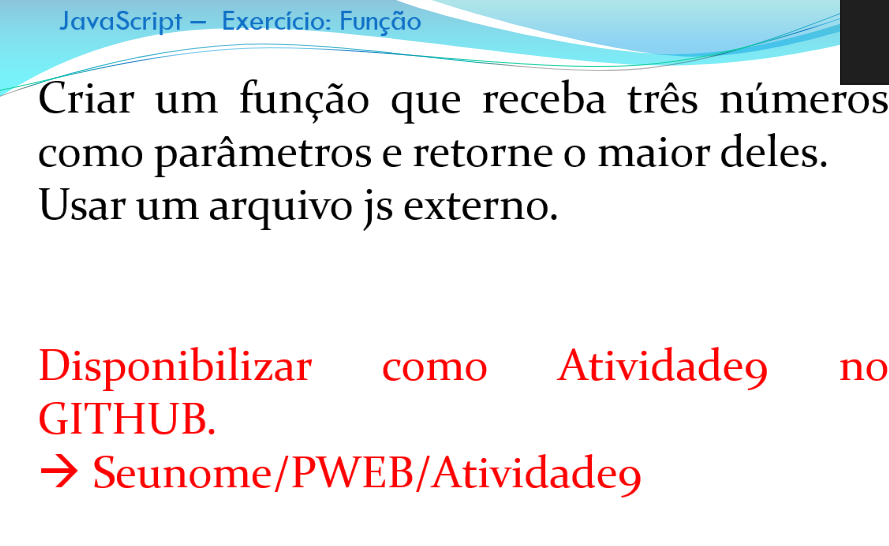 JavaScript – Exercício: Função
Criar um função que receba três números
como parâmetros e retorne o maior deles.
Usar um arquivo js externo.
Disponibilizar como Atividade9 no
GITHUB.
→ Seunome/PWEB/Atividade9